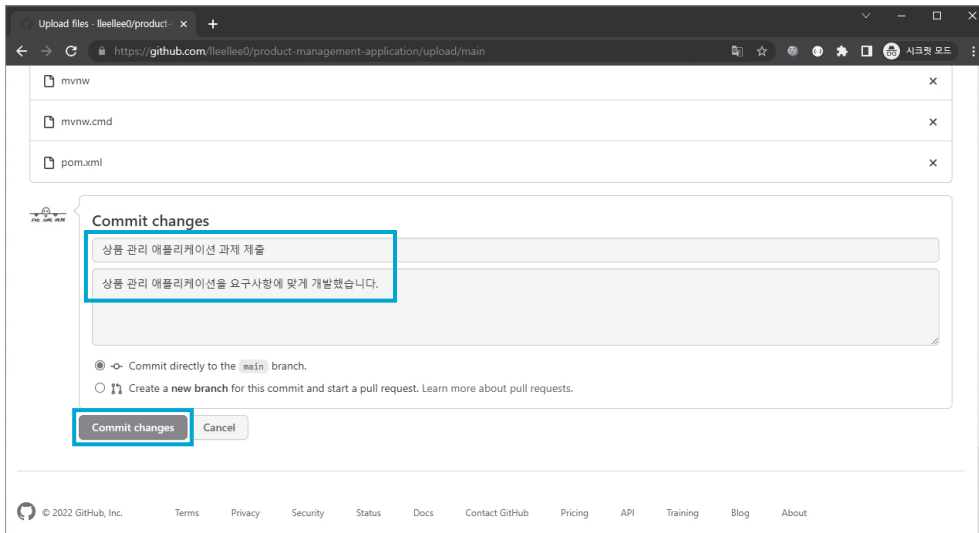 Upload files · lleellee0/product-
https://github.com/lleellee0/product-management-application/upload/main
시크릿 모드
mvnw
mvnw.cmd
pom.xml
Commit changes
상품 관리 애플리케이션 과제 제출
상품 관리 애플리케이션을 요구사항에 맞게 개발했습니다.
Commit directly to the main branch.
Create a new branch for this commit and start a pull request. Learn more about pull requests.
Commit changes Cancel
© 2022 GitHub, Inc. Terms Privacy Security Status Docs Contact GitHub Pricing API Training Blog About